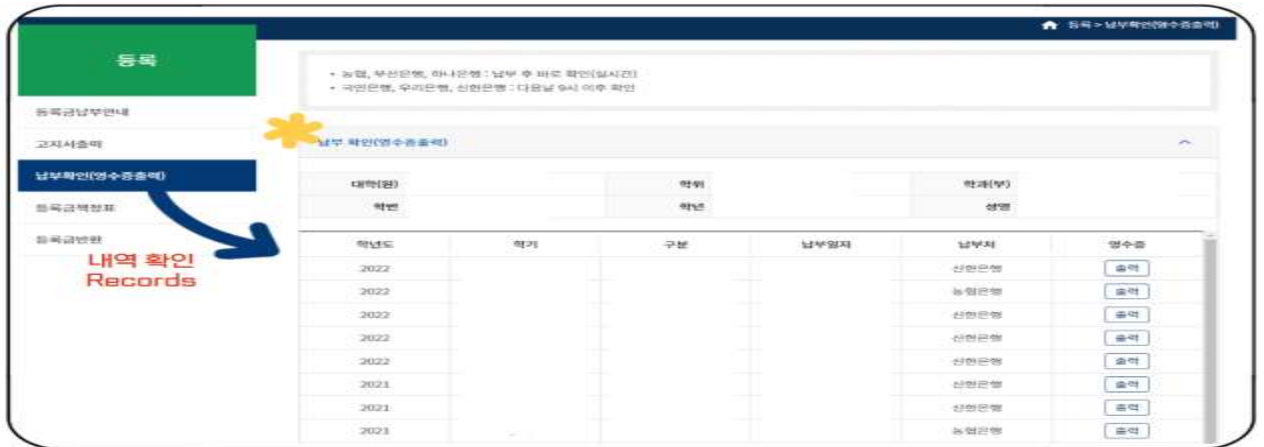 등록 > 납부확인(영수증출력)
등록
• 농협, 부산은행, 하나은행 : 납부 후 바로 확인(실시간)
• 국민은행, 우리은행, 신한은행 : 다음날 9시 이후 확인
등록금납부안내
고지서출력
납부확인(영수증출력)
등록금책정표
등록금반환
내역 확인
Records
납부 확인(영수증출력)
대학(원) 학위 학과(부)
학번 학년 성명
학년도 학기 구분 납부일자 납부처 영수증
2022 신한은행 출력
2022 농협은행 출력
2022 신한은행 출력
2022 신한은행 출력
2022 신한은행 출력
2021 신한은행 출력
2021 신한은행 출력
2021 농협은행 출력